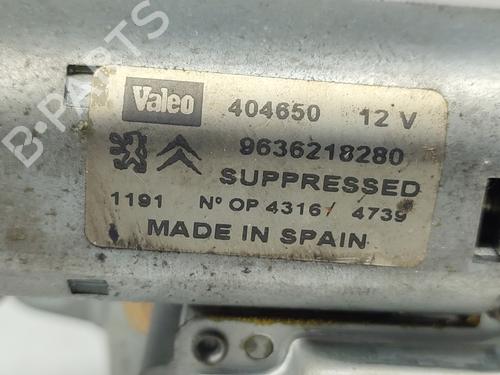 B-PARTS
Valeo 404650 12 V
9636218280
SUPPRESSED
1191 Nº OP 4316/ 4739
MADE IN SPAIN